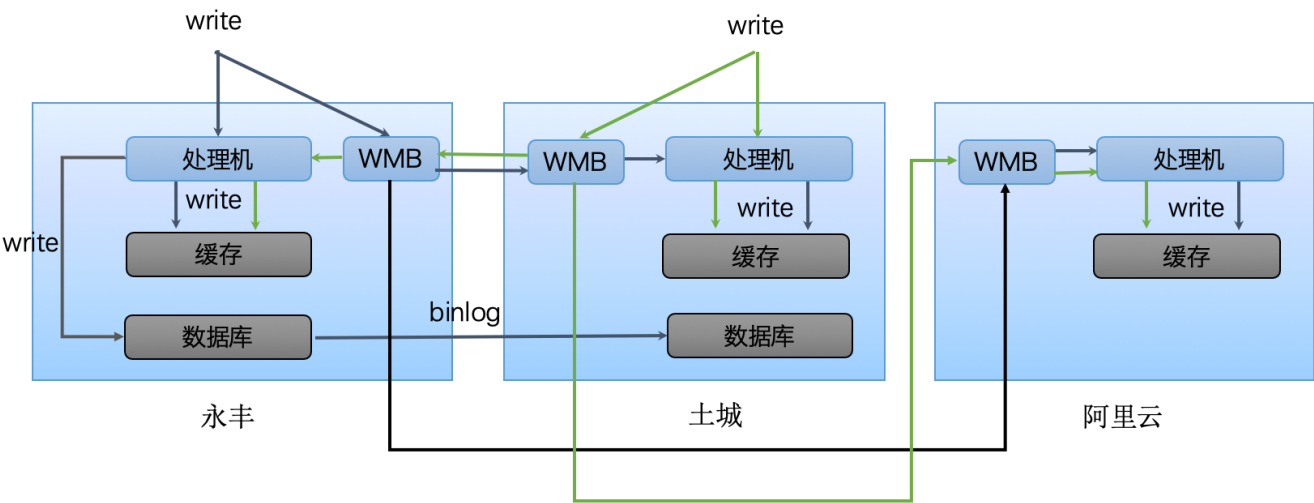 write
write
处理机
WMB
WMB
处理机
WMB
处理机
write
write
write
write
缓存
缓存
缓存
binlog
数据库
数据库
永丰
土城
阿里云